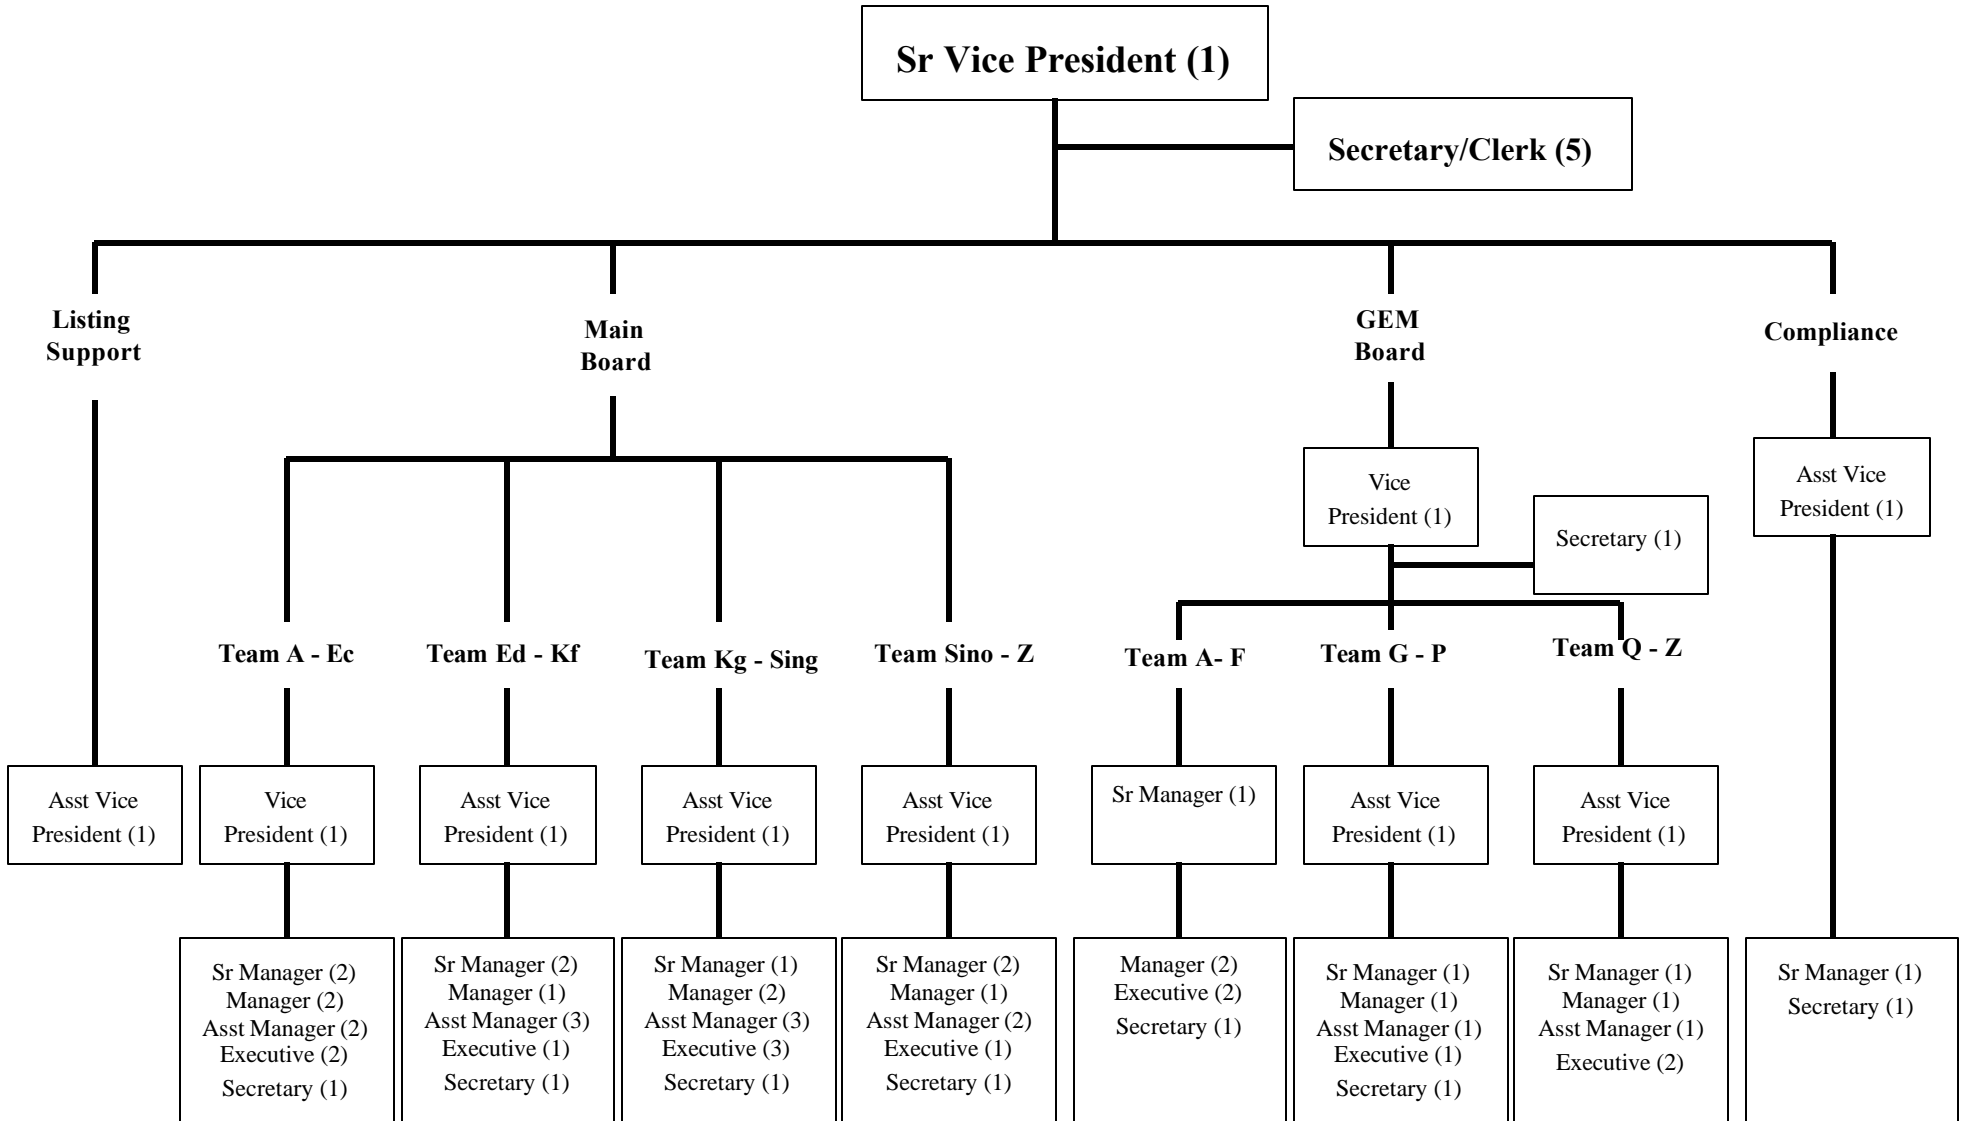 Sr Vice President (1)
Secretary/Clerk (5)
Listing
Support
Main
Board
GEM
Board
Compliance
Vice
President (1)
Secretary (1)
Asst Vice
President (1)
Team A - Ec
Team Ed - Kf
Team Kg - Sing
Team Sino - Z
Team A- F
Team G - P
Team Q - Z
Asst Vice
President (1)
Vice
President (1)
Asst Vice
President (1)
Asst Vice
President (1)
Asst Vice
President (1)
Sr Manager (1)
Asst Vice
President (1)
Asst Vice
President (1)
Sr Manager (2)
Manager (2)
Asst Manager (2)
Executive (2)
Secretary (1)
Sr Manager (2)
Manager (1)
Asst Manager (3)
Executive (1)
Secretary (1)
Sr Manager (1)
Manager (2)
Asst Manager (3)
Executive (3)
Secretary (1)
Sr Manager (2)
Manager (1)
Asst Manager (2)
Executive (1)
Secretary (1)
Manager (2)
Executive (2)
Secretary (1)
Sr Manager (1)
Manager (1)
Asst Manager (1)
Executive (1)
Secretary (1)
Sr Manager (1)
Manager (1)
Asst Manager (1)
Executive (2)
Sr Manager (1)
Secretary (1)